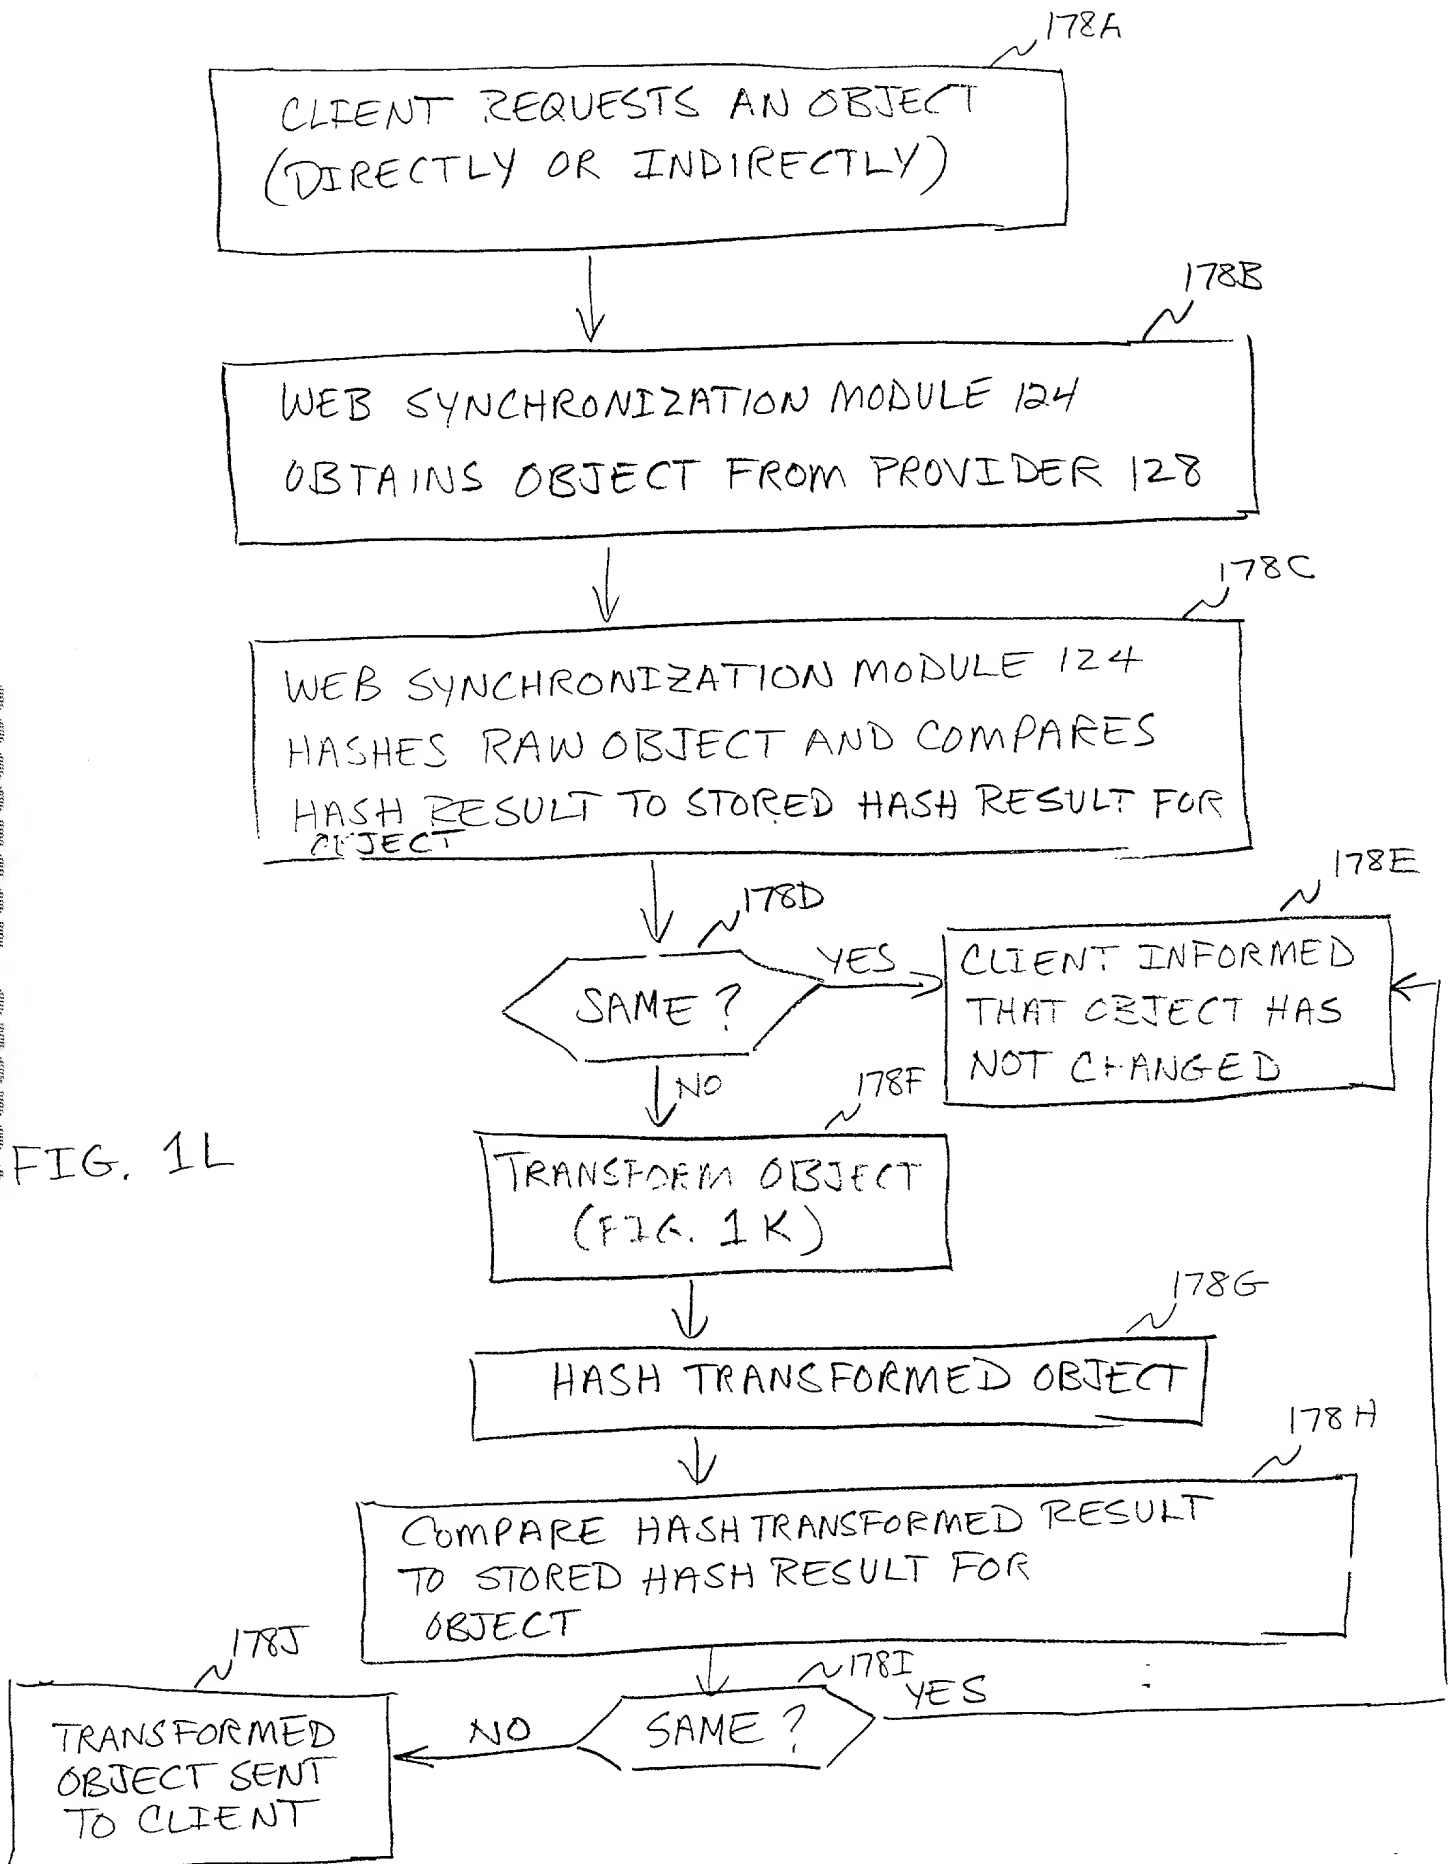 178A
CLIENT REQUESTS AN OBJECT
(DIRECTLY OR INDIRECTLY)
178B
WEB SYNCHRONIZATION MODULE 124
OBTAINS OBJECT FROM PROVIDER 128
178C
WEB SYNCHRONIZATION MODULE 124
HASHES RAW OBJECT AND COMPARES
HASH RESULT TO STORED HASH RESULT FOR
OBJECT
178D
SAME?
YES
178E
CLIENT INFORMED
THAT OBJECT HAS
NOT CHANGED
NO
178F
TRANSFORM OBJECT
(FIG. 1K)
FIG. 1L
178G
HASH TRANSFORMED OBJECT
178H
COMPARE HASH TRANSFORMED RESULT
TO STORED HASH RESULT FOR
OBJECT
178I
SAME?
YES
NO
178J
TRANSFORMED
OBJECT SENT
TO CLIENT